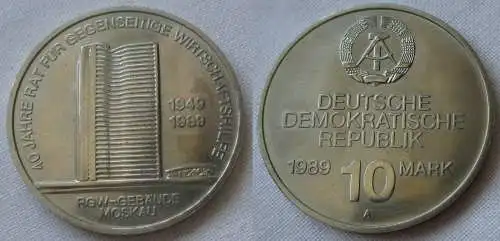 40 JAHRE RAT FÜR GEGENSEITIGE WIRTSCHAFTSHILFE
1949
1989
RGW-GEBÄUDE
MOSKAU
DEUTSCHE
DEMOKRATISCHE
REPUBLIK
1989 10 MARK
A